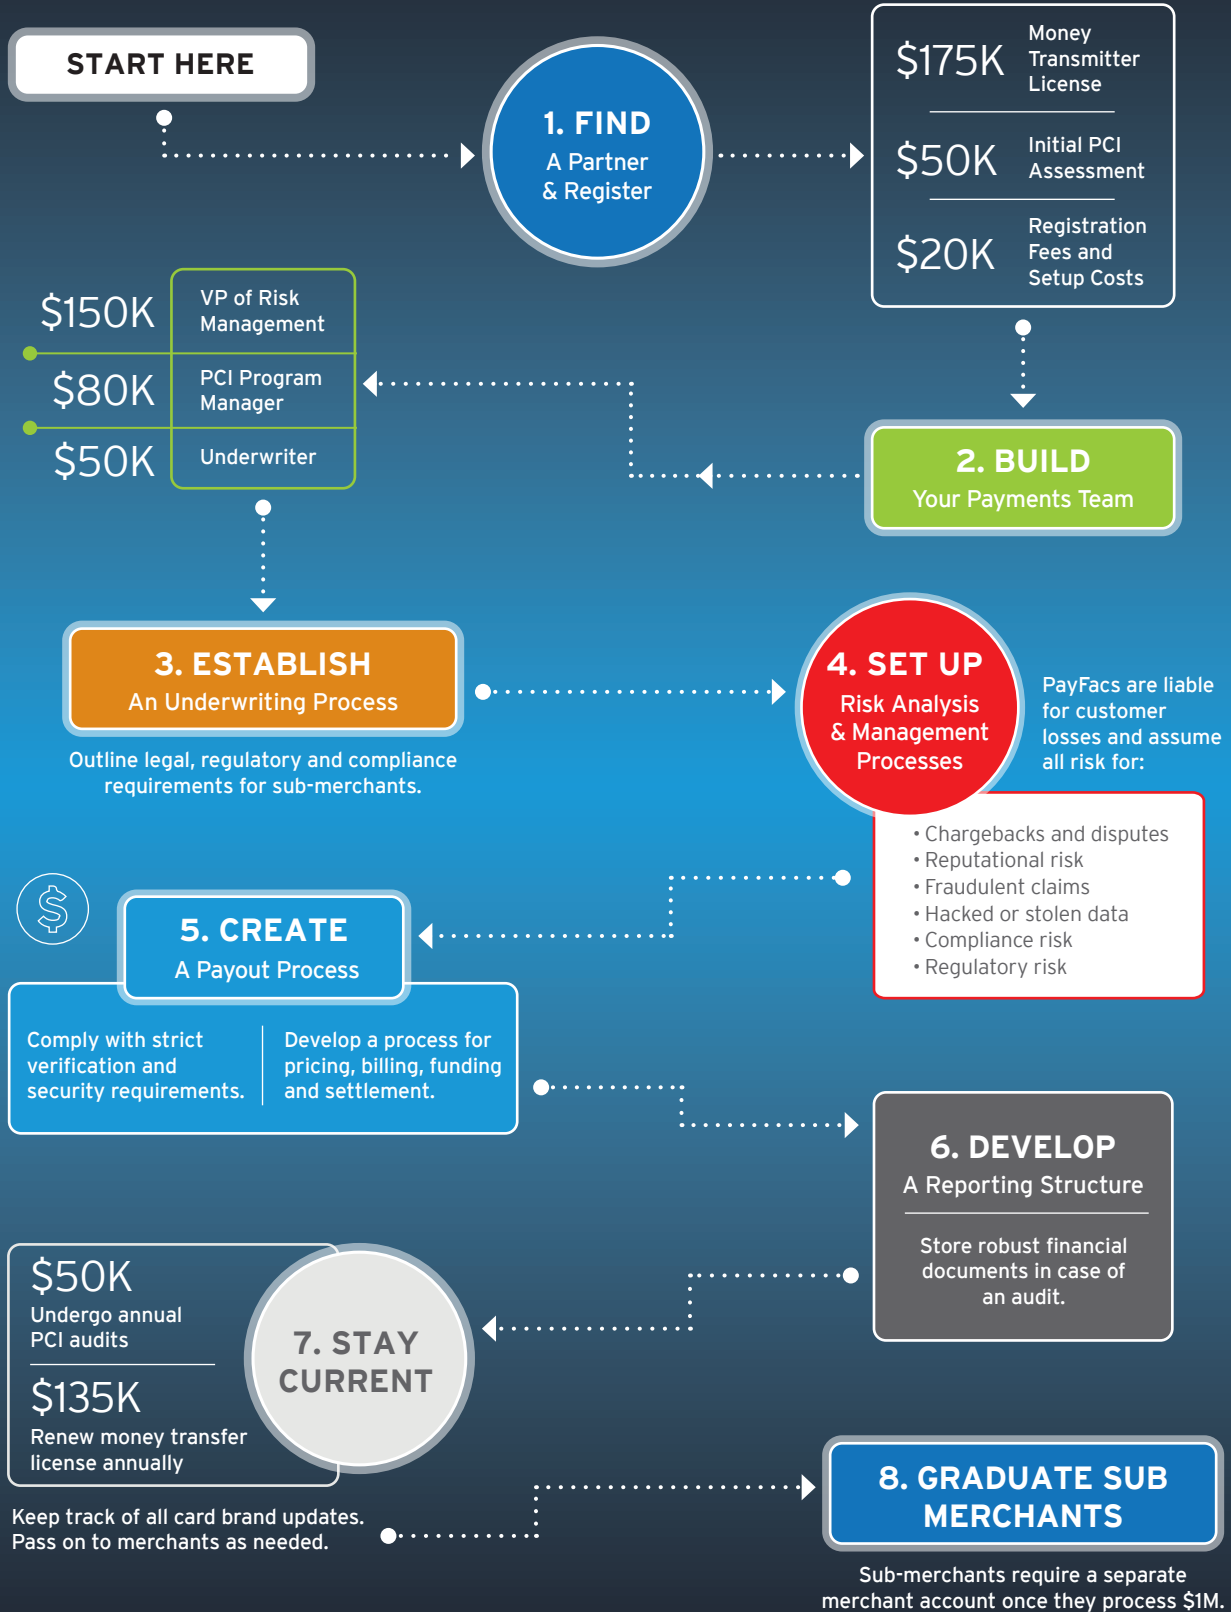 START HERE
1. FIND
A Partner
& Register
$175K
Money
Transmitter
License
$50K
Initial PCI
Assessment
$20K
Registration
Fees and
Setup Costs
2. BUILD
Your Payments Team
$150K
VP of Risk
Management
$80K
PCI Program
Manager
$50K
Underwriter
3. ESTABLISH
An Underwriting Process
Outline legal, regulatory and compliance
requirements for sub-merchants.
4. SET UP
Risk Analysis
& Management
Processes
PayFacs are liable
for customer
losses and assume
all risk for:
• Chargebacks and disputes
• Reputational risk
• Fraudulent claims
• Hacked or stolen data
• Compliance risk
• Regulatory risk
$
5. CREATE
A Payout Process
Comply with strict
verification and
security requirements.
Develop a process for
pricing, billing, funding
and settlement.
6. DEVELOP
A Reporting Structure
Store robust financial
documents in case of
an audit.
7. STAY
CURRENT
$50K
Undergo annual
PCI audits
$135K
Renew money transfer
license annually
Keep track of all card brand updates.
Pass on to merchants as needed.
8. GRADUATE SUB
MERCHANTS
Sub-merchants require a separate
merchant account once they process $1M.